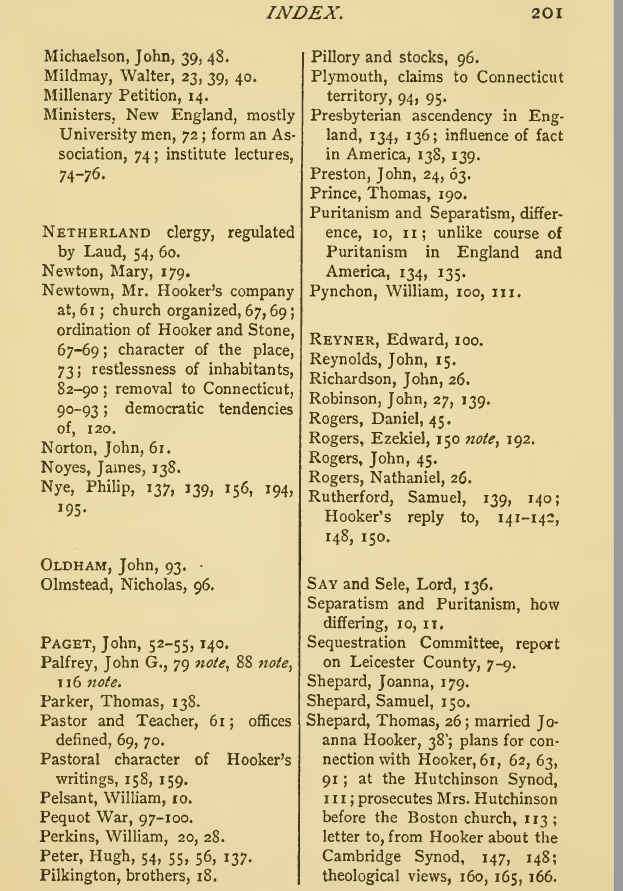 INDEX. 201
Michaelson, John, 39, 48.
Mildmay, Walter, 23, 39, 40.
Millenary Petition, 14.
Ministers, New England, mostly
University men, 72; form an As-
sociation, 74; institute lectures,
74–76.
NETHERLAND clergy, regulated
by Laud, 54, 60.
Newton, Mary, 179.
Newtown, Mr. Hooker's company
at, 61; church organized, 67, 69;
ordination of Hooker and Stone,
67–69; character of the place,
73; restlessness of inhabitants,
82–90; removal to Connecticut,
90–93; democratic tendencies
of, 120.
Norton, John, 61.
Noyes, James, 138.
Nye, Philip, 137, 139, 156, 194,
195.
OLDHAM, John, 93.
Olmstead, Nicholas, 96.
PAGET, John, 52–55, 140.
Palfrey, John G., 79 note, 88 note,
116 note.
Parker, Thomas, 138.
Pastor and Teacher, 61; offices
defined, 69, 70.
Pastoral character of Hooker's
writings, 158, 159.
Pelsant, William, 10.
Pequot War, 97–100.
Perkins, William, 20, 28.
Peter, Hugh, 54, 55, 56, 137.
Pilkington, brothers, 18.
Pillory and stocks, 96.
Plymouth, claims to Connecticut
territory, 94, 95.
Presbyterian ascendency in Eng-
land, 134, 136; influence of fact
in America, 138, 139.
Preston, John, 24, 63.
Prince, Thomas, 190.
Puritanism and Separatism, differ-
ence, 10, 11; unlike course of
Puritanism in England and
America, 134, 135.
Pynchon, William, 100, 111.
REYNER, Edward, 100.
Reynolds, John, 15.
Richardson, John, 26.
Robinson, John, 27, 139.
Rogers, Daniel, 45.
Rogers, Ezekiel, 150 note, 192.
Rogers, John, 45.
Rogers, Nathaniel, 26.
Rutherford, Samuel, 139, 140;
Hooker's reply to, 141–142,
148, 150.
SAY and Sele, Lord, 136.
Separatism and Puritanism, how
differing, 10, 11.
Sequestration Committee, report
on Leicester County, 7–9.
Shepard, Joanna, 179.
Shepard, Samuel, 150.
Shepard, Thomas, 26; married Jo-
anna Hooker, 38; plans for con-
nection with Hooker, 61, 62, 63,
91; at the Hutchinson Synod,
111; prosecutes Mrs. Hutchinson
before the Boston church, 113;
letter to, from Hooker about the
Cambridge Synod, 147, 148;
theological views, 160, 165, 166.